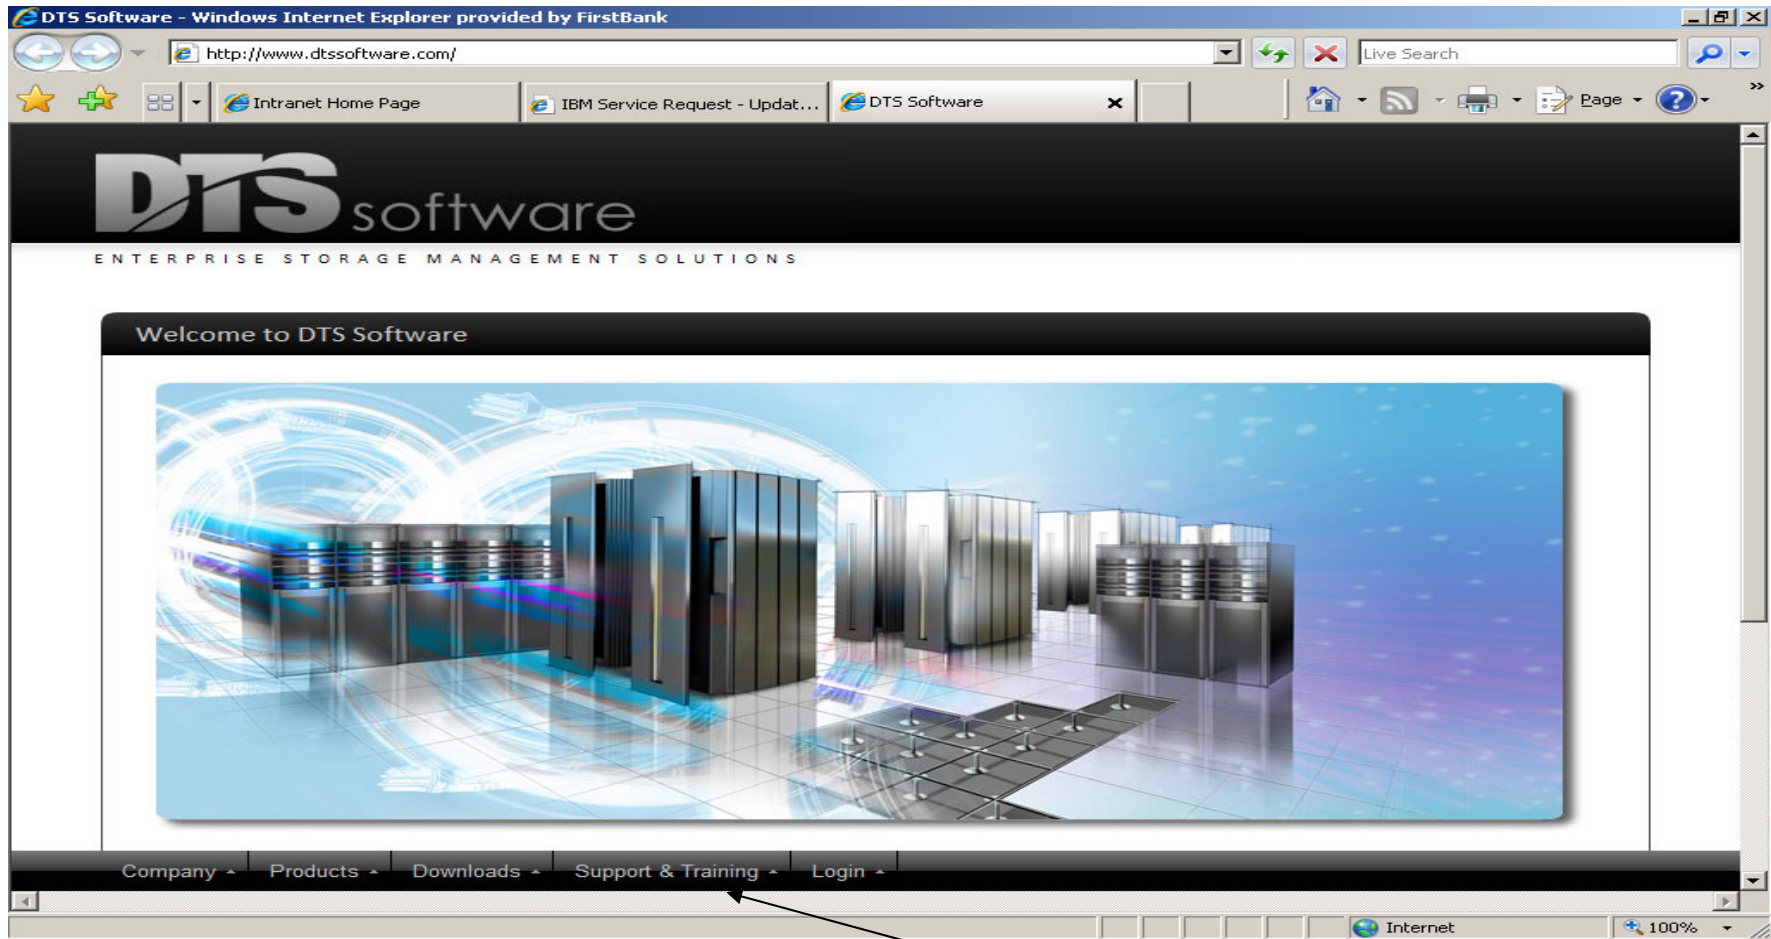 DTS Software - Windows Internet Explorer provided by FirstBank
http://www.dtssoftware.com/
Live Search
Intranet Home Page
IBM Service Request - Updat...
DTS Software
Page
DTS software
ENTERPRISE STORAGE MANAGEMENT SOLUTIONS
Welcome to DTS Software
Company Products Downloads Support & Training Login
Internet 100%